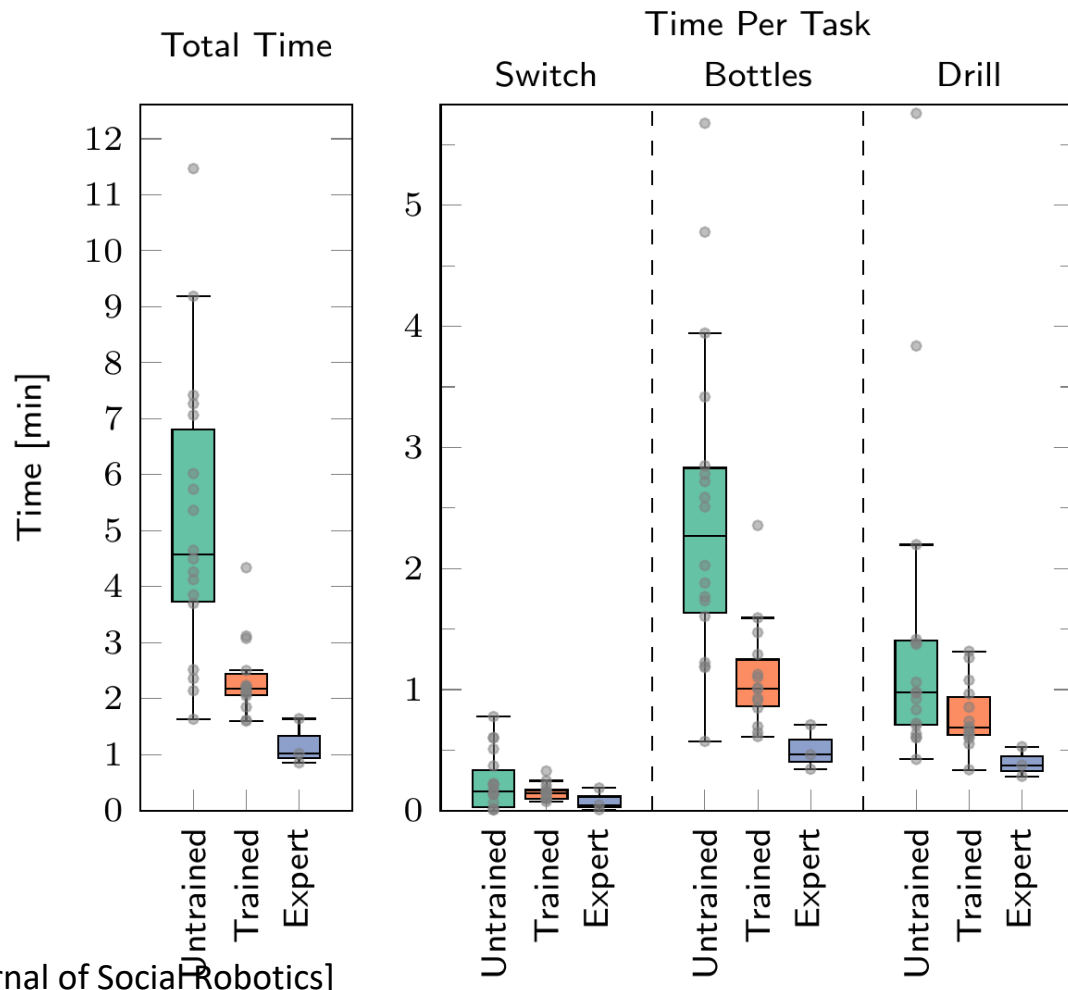 Total Time
Time Per Task
Switch Bottles Drill
Time [min]
12
11
10
9
8
7
6
5
4
3
2
1
0
5
4
3
2
1
0
Untrained Trained Expert
Untrained Trained Expert Untrained Trained Expert Untrained Trained Expert
rnal of Social Robotics]